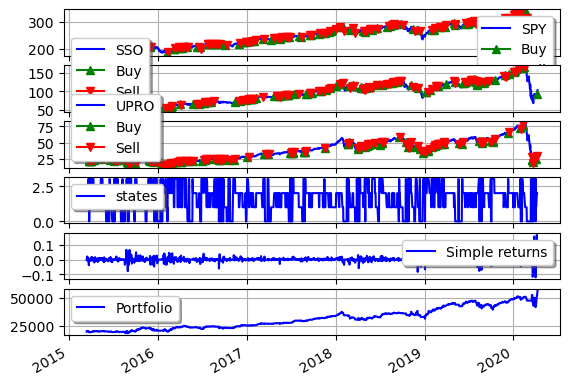 300
200
SPY
Buy
150
100
50
SSO
Buy
Sell
75
50
25
UPRO
Buy
Sell
2.5
0.0
states
0.1
0.0
−0.1
Simple returns
50000
25000
Portfolio
2015 2016 2017 2018 2019 2020